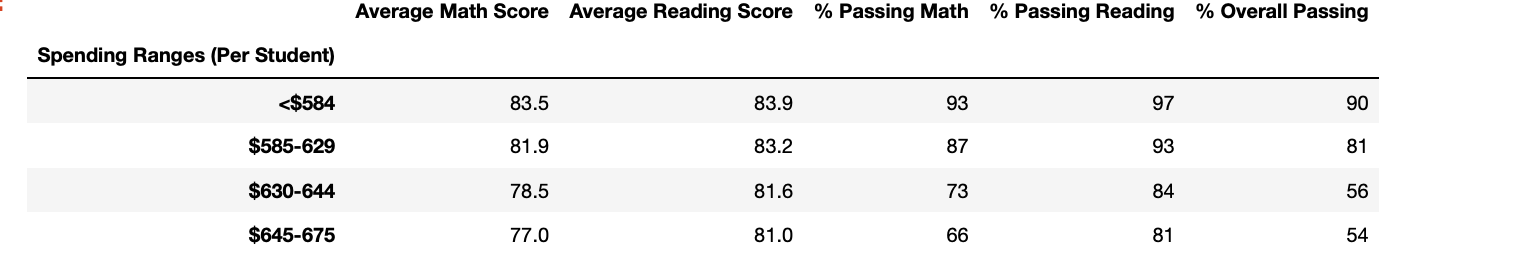 Average Math Score Average Reading Score % Passing Math % Passing Reading % Overall Passing
Spending Ranges (Per Student)
<$584 83.5 83.9 93 97 90
$585-629 81.9 83.2 87 93 81
$630-644 78.5 81.6 73 84 56
$645-675 77.0 81.0 66 81 54